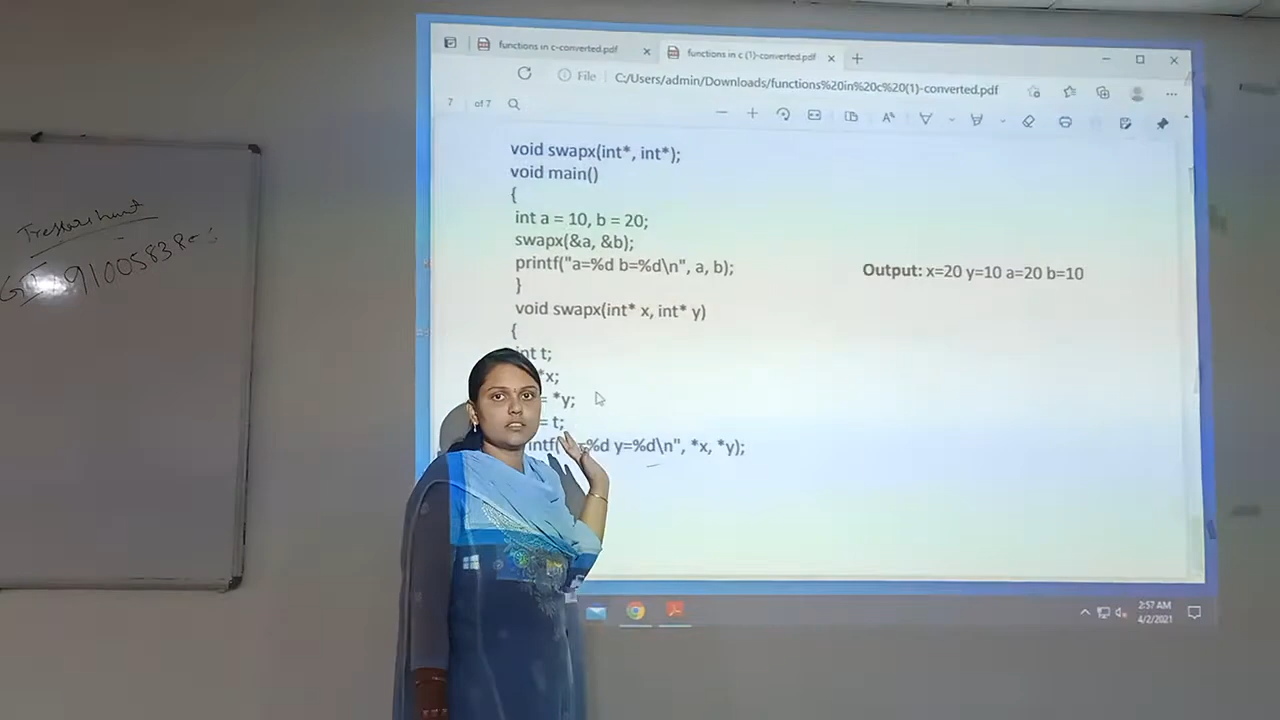 functions in c-converted.pdf
functions in c (1)-converted.pdf
File
C:/Users/admin/Downloads/functions%20in%20c%20(1)-converted.pdf
7 of 7
void swapx(int*, int*);
void main()
{
int a = 10, b = 20;
swapx(&a, &b);
printf("a=%d b=%d\n", a, b);
}
Output: x=20 y=10 a=20 b=10
void swapx(int* x, int* y)
{
int t;
*x;
= *y;
= t;
intf( =%d y=%d\n", *x, *y);
2:57 AM
4/2/2021